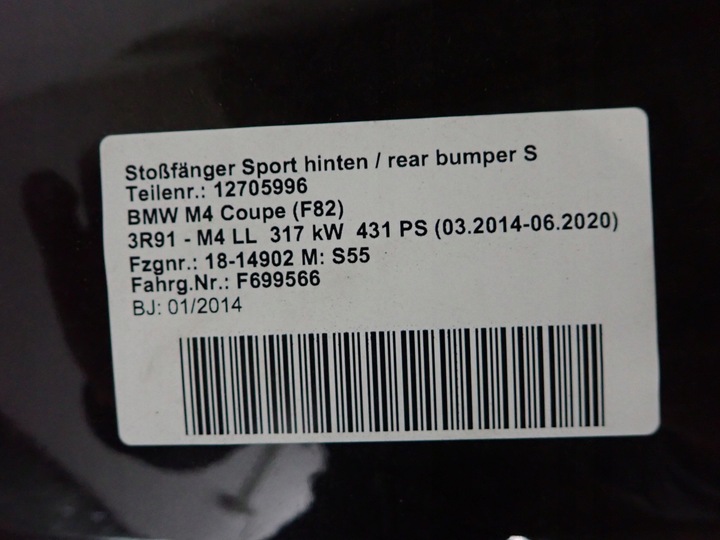 Stoßfänger Sport hinten / rear bumper S
Teilenr.: 12705996
BMW M4 Coupe (F82)
3R91 - M4 LL 317 kW 431 PS (03.2014-06.2020)
Fzgnr.: 18-14902 M: S55
Fahrg.Nr.: F699566
BJ: 01/2014